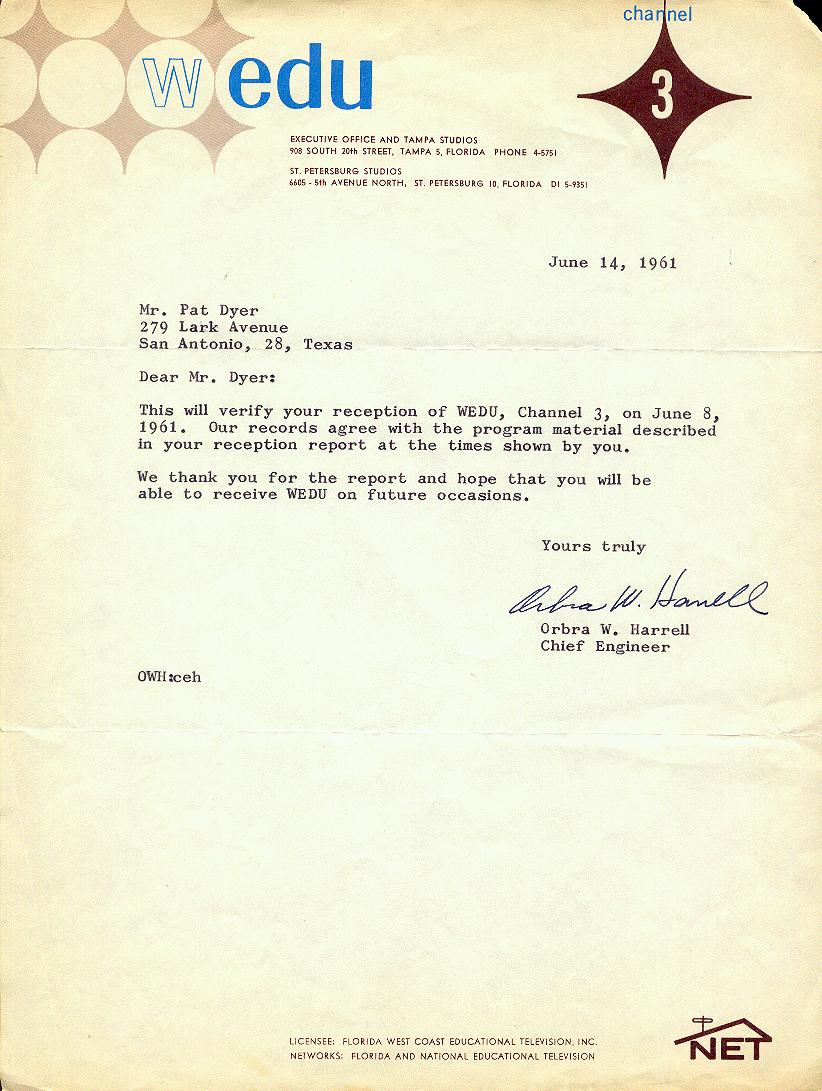 channel
wedu
3
EXECUTIVE OFFICE AND TAMPA STUDIOS
908 SOUTH 20th STREET, TAMPA 5, FLORIDA PHONE 4-5751
ST. PETERSBURG STUDIOS
6605 - 5th AVENUE NORTH, ST. PETERSBURG 10, FLORIDA DI 5-9351
June 14, 1961
Mr. Pat Dyer
279 Lark Avenue
San Antonio, 28, Texas
Dear Mr. Dyer:
This will verify your reception of WEDU, Channel 3, on June 8,
1961. Our records agree with the program material described
in your reception report at the times shown by you.
We thank you for the report and hope that you will be
able to receive WEDU on future occasions.
Yours truly
Orbra W. Harrell
Orbra W. Harrell
Chief Engineer
OWH:ceh
LICENSEE: FLORIDA WEST COAST EDUCATIONAL TELEVISION, INC.
NETWORKS: FLORIDA AND NATIONAL EDUCATIONAL TELEVISION
NET